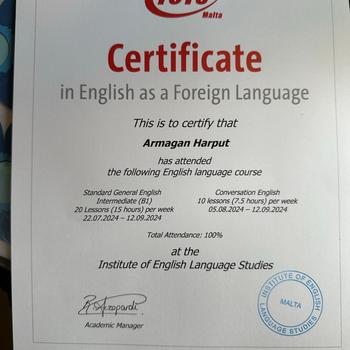 Malta
Certificate
in English as a Foreign Language
This is to certify that
Armagan Harput
has attended
the following English language course
Standard General English
Intermediate (B1)
20 Lessons (15 hours) per week
22.07.2024 – 12.09.2024
Conversation English
10 lessons (7.5 hours) per week
05.08.2024 – 12.09.2024
Total Attendance: 100%
at the
Institute of English Language Studies
Academic Manager
INSTITUTE OF ENGLISH
MALTA
LANGUAGE STUDIES